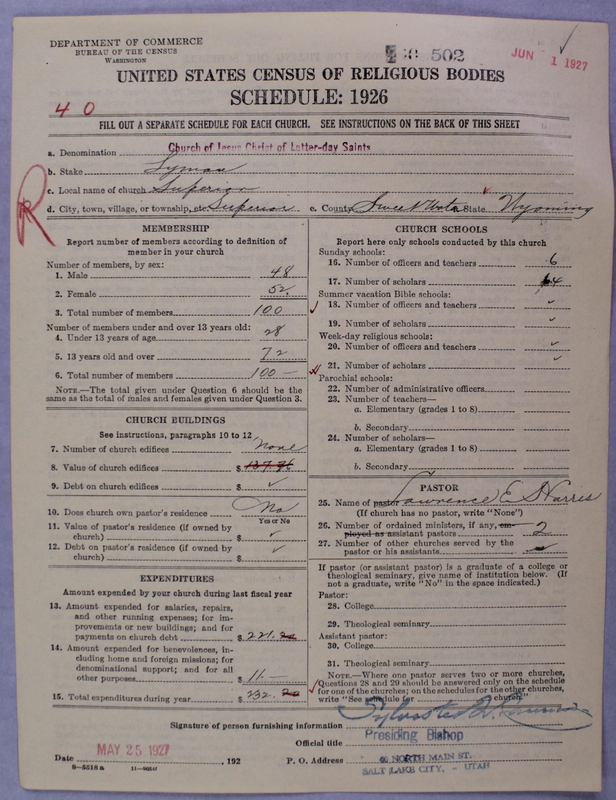 DEPARTMENT OF COMMERCE
BUREAU OF THE CENSUS
WASHINGTON
502
JUN 1 1927
UNITED STATES CENSUS OF RELIGIOUS BODIES
SCHEDULE: 1926
4 0
FILL OUT A SEPARATE SCHEDULE FOR EACH CHURCH. SEE INSTRUCTIONS ON THE BACK OF THIS SHEET
a. Denomination Church of Jesus Christ of Latter-day Saints
b. Stake Lyman
c. Local name of church Superior
d. City, town, village, or township, etc. Superior e. County Sweetwater State Wyoming
R
MEMBERSHIP
Report number of members according to definition of
member in your church
Number of members, by sex:
1. Male 48
2. Female 52
3. Total number of members 100
Number of members under and over 13 years old:
4. Under 13 years of age 28
5. 13 years old and over 72
6. Total number of members 100 —
NOTE.—The total given under Question 6 should be the
same as the total of males and females given under Question 3.
CHURCH BUILDINGS
See instructions, paragraphs 10 to 12
7. Number of church edifices None
8. Value of church edifices $ 137.96
9. Debt on church edifices $ ✓
10. Does church own pastor's residence? No
Yes or No
11. Value of pastor's residence (if owned by
church) $ ✓
12. Debt on pastor's residence (if owned by
church) $ ✓
EXPENDITURES
Amount expended by your church during last fiscal year
13. Amount expended for salaries, repairs,
and other running expenses; for im-
provements or new buildings; and for
payments on church debt $ 221.
14. Amount expended for benevolences, in-
cluding home and foreign missions; for
denominational support; and for all
other purposes $ 11 —
15. Total expenditures during year $ 232.
CHURCH SCHOOLS
Report here only schools conducted by this church
Sunday schools:
16. Number of officers and teachers 6
17. Number of scholars 64
Summer vacation Bible schools:
18. Number of officers and teachers ✓
19. Number of scholars ✓
Week-day religious schools:
20. Number of officers and teachers ✓
21. Number of scholars ✓
Parochial schools:
22. Number of administrative officers
23. Number of teachers—
a. Elementary (grades 1 to 8)
b. Secondary
24. Number of scholars—
a. Elementary (grades 1 to 8)
b. Secondary
PASTOR
25. Name of pastor Lawrence E Harris
(If church has no pastor, write "None")
26. Number of ordained ministers, if any, em-
ployed as assistant pastors 2
27. Number of other churches served by the
pastor or his assistants
If pastor (or assistant pastor) is a graduate of a college or
theological seminary, give name of institution below. (If
not a graduate, write "No" in the space indicated.)
Pastor:
28. College
29. Theological seminary
Assistant pastor:
30. College
31. Theological seminary
NOTE.—Where one pastor serves two or more churches,
Questions 28 and 29 should be answered only on the schedule
for one of the churches; on the schedules for the other churches,
write "See schedule for church"
Signature of person furnishing information Sylvester Q. Cannon
Official title Presiding Bishop
Date MAY 25 1927, 192 P. O. Address 40 NORTH MAIN ST.
SALT LAKE CITY, - UTAH
8—5518 a